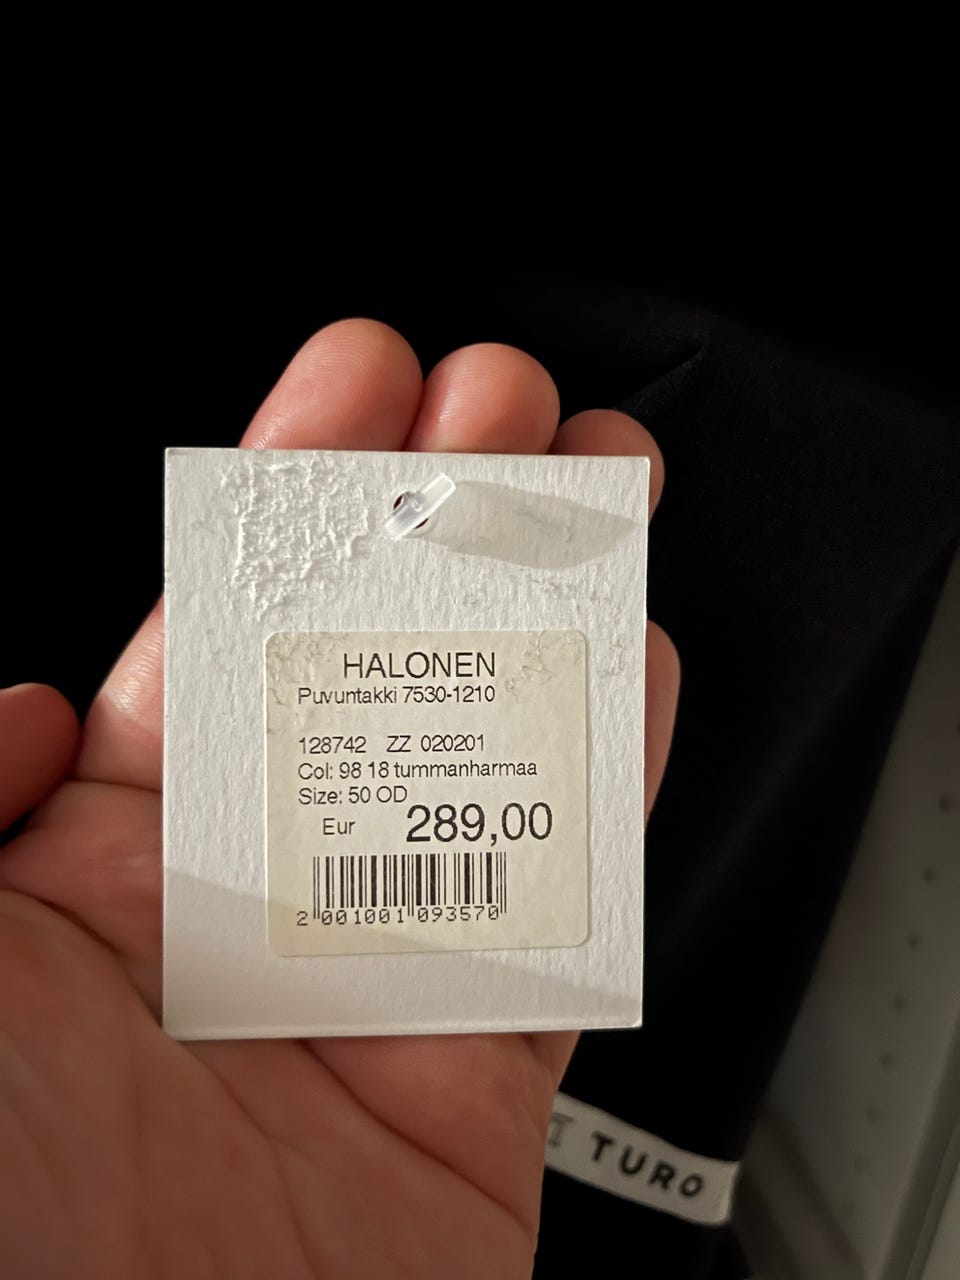 HALONEN
Puvuntakki 7530-1210
128742 ZZ 020201
Col: 98 18 tummanharmaa
Size: 50 OD
Eur 289,00
2 001001 093570
TURO